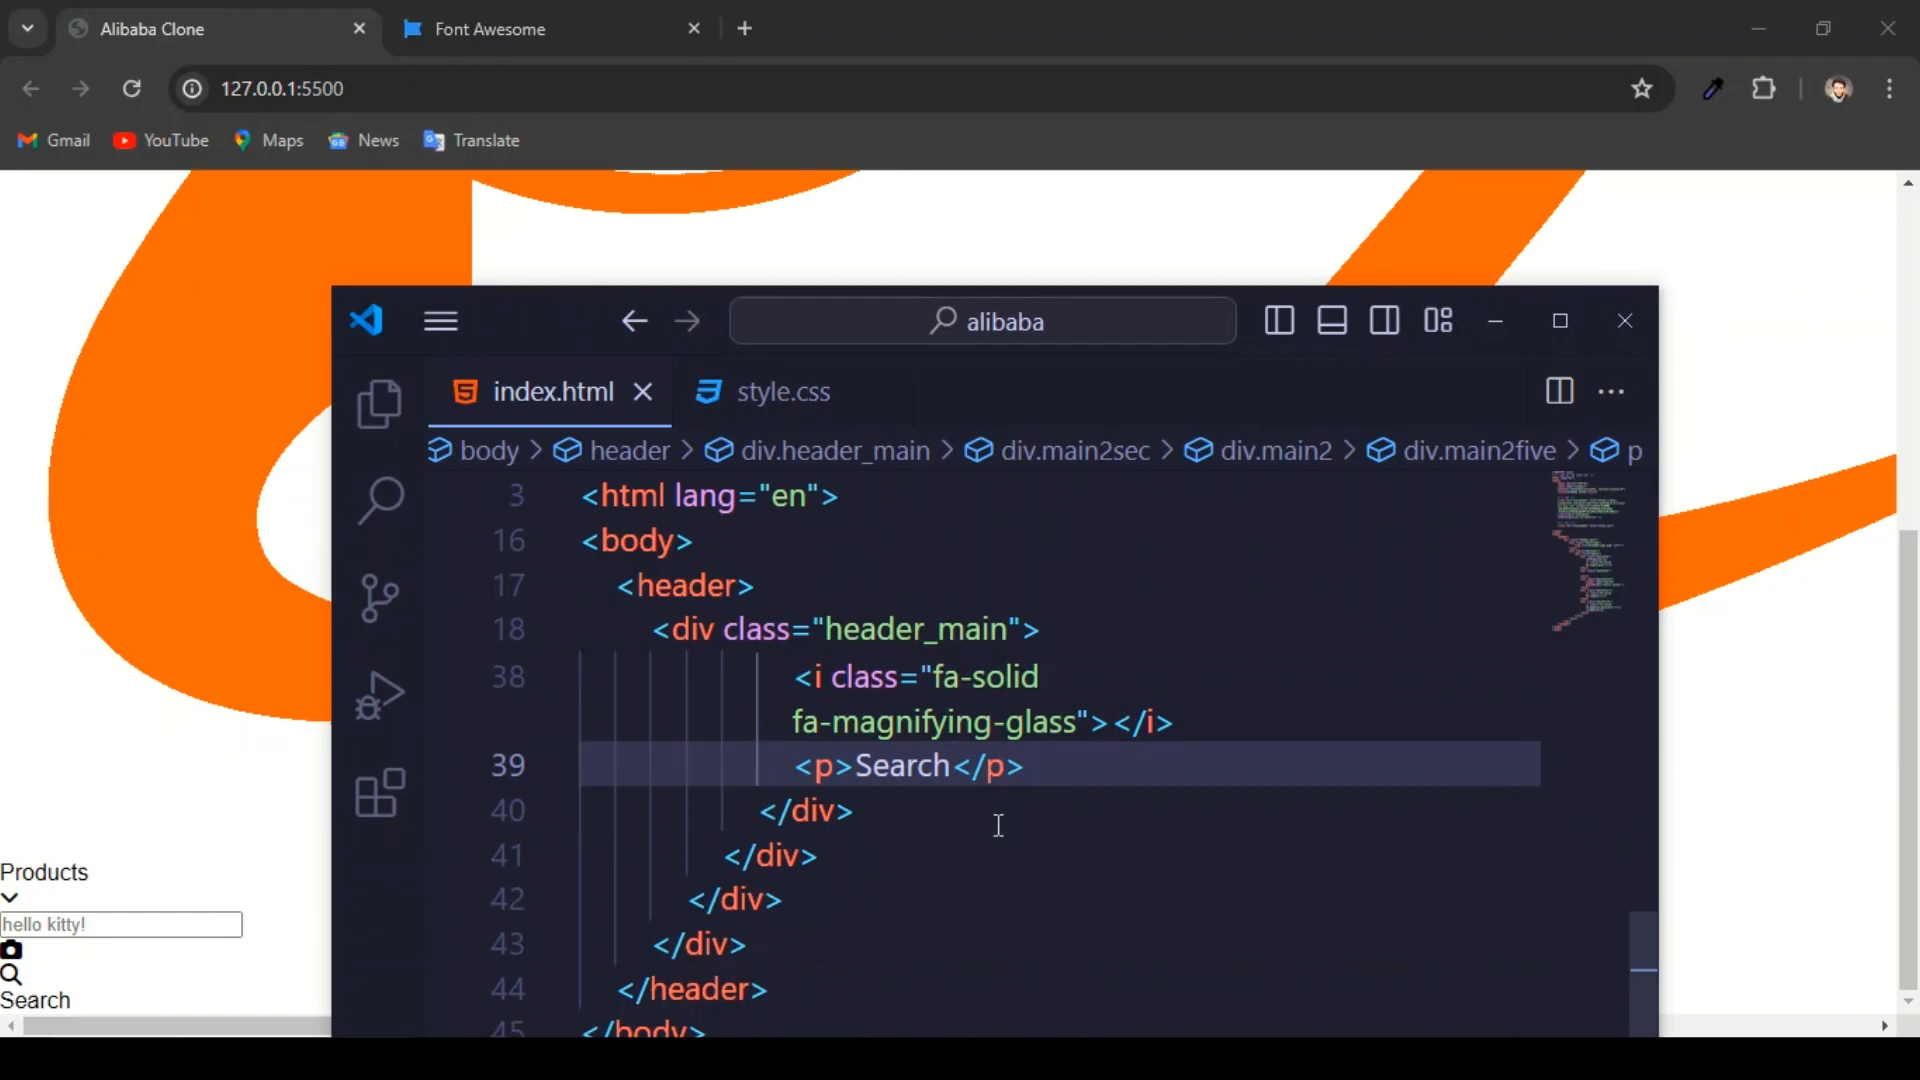 Alibaba Clone
Font Awesome
127.0.0.1:5500
Gmail
YouTube
Maps
News
Translate
alibaba
index.html
style.css
body > header > div.header_main > div.main2sec > div.main2 > div.main2five > p
3 <html lang="en">
16 <body>
17 <header>
18 <div class="header_main">
38 <i class="fa-solid
fa-magnifying-glass"></i>
39 <p>Search</p>
40 </div>
41 </div>
42 </div>
43 </div>
44 </header>
45 </body>
Products
hello kitty!
Search